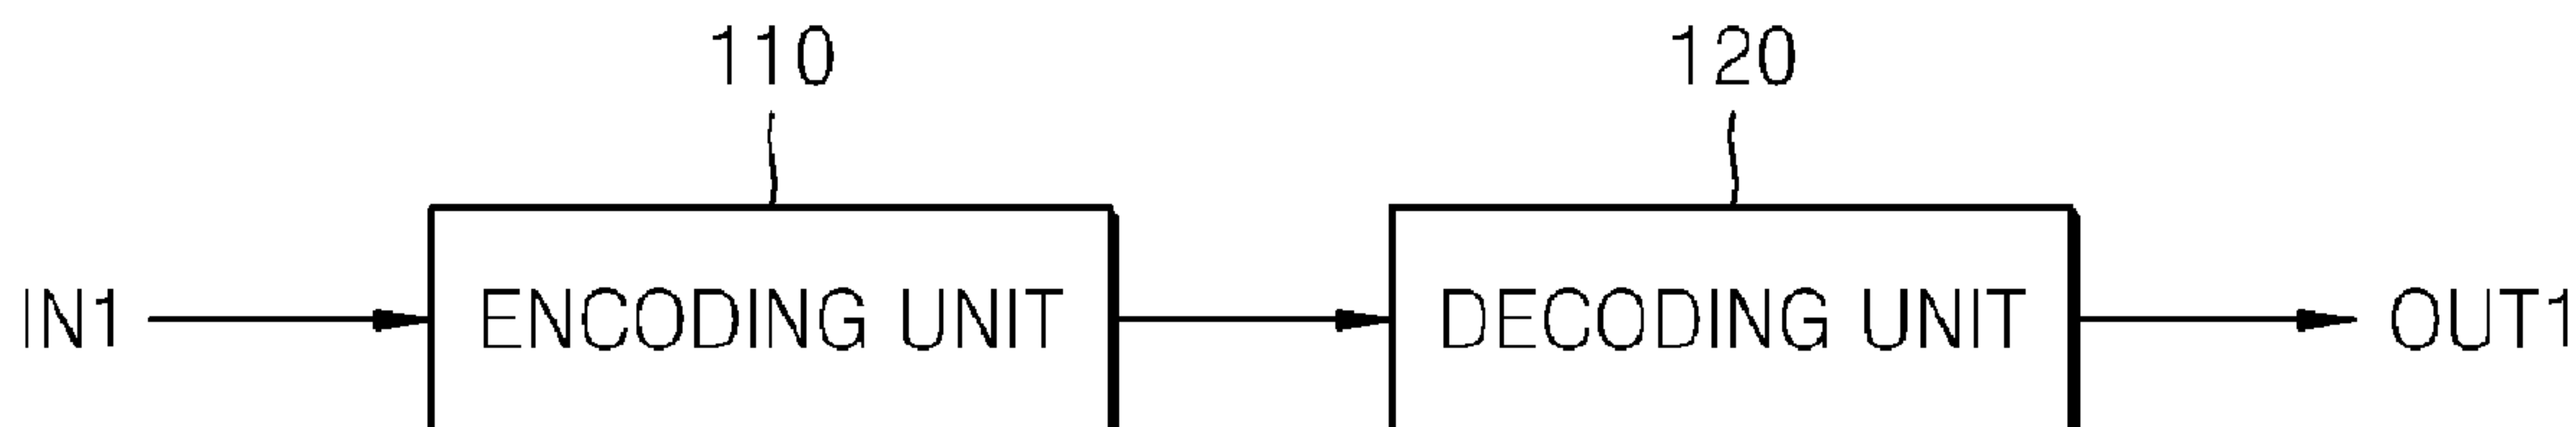 110 120
IN1 ENCODING UNIT DECODING UNIT OUT1